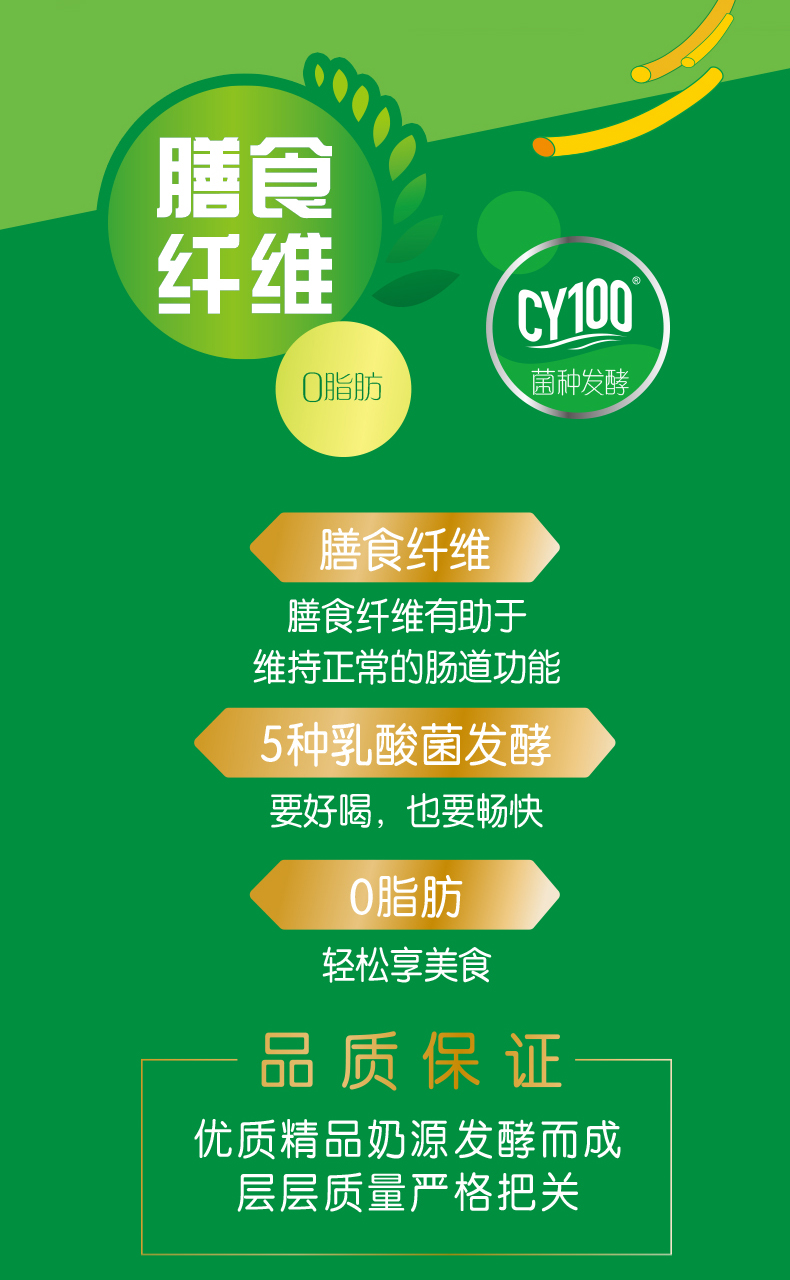 膳食
纤维
0脂肪
CY100®
菌种发酵
膳食纤维
膳食纤维有助于
维持正常的肠道功能
5种乳酸菌发酵
要好喝，也要畅快
0脂肪
轻松享美食
品质保证
优质精品奶源发酵而成
层层质量严格把关